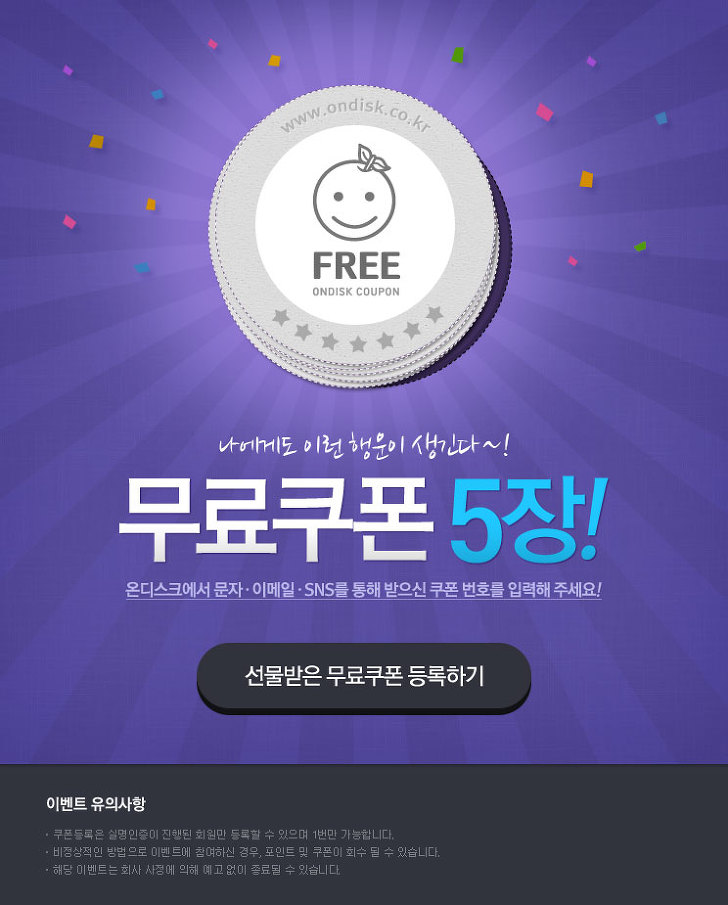 www.ondisk.co.kr
FREE
ONDISK COUPON
나에게도 이런 행운이 생긴다~!
무료쿠폰 5장!
온디스크에서 문자·이메일·SNS를 통해 받으신 쿠폰 번호를 입력해 주세요!
선물받은 무료쿠폰 등록하기
이벤트 유의사항
· 쿠폰등록은 실명인증이 진행된 회원만 등록할 수 있으며 1번만 가능합니다.
· 비정상적인 방법으로 이벤트에 참여하신 경우, 포인트 및 쿠폰이 회수 될 수 있습니다.
· 해당 이벤트는 회사 사정에 의해 예고 없이 종료될 수 있습니다.